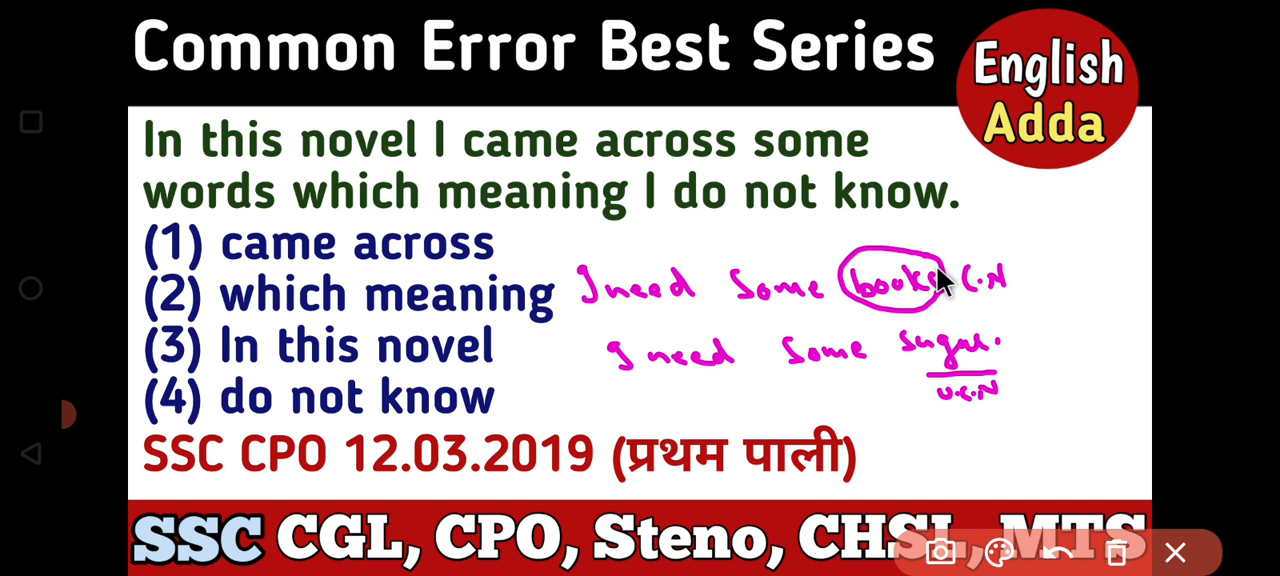 Common Error Best Series
English
Adda
In this novel I came across some
words which meaning I do not know.
(1) came across
(2) which meaning
(3) In this novel
(4) do not know
I need some books C.N
I need some sugar.
U.C.N
SSC CPO 12.03.2019 (प्रथम पाली)
SSC CGL, CPO, Steno, CHSL, MTS